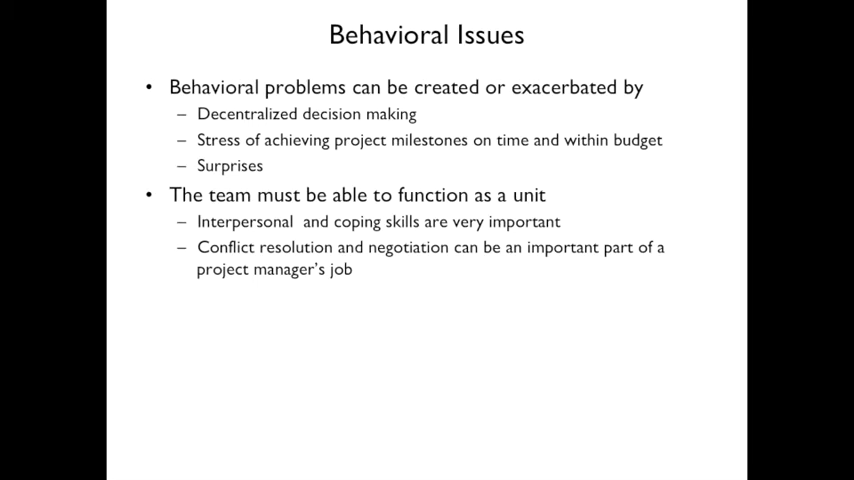 Behavioral Issues
• Behavioral problems can be created or exacerbated by
– Decentralized decision making
– Stress of achieving project milestones on time and within budget
– Surprises
• The team must be able to function as a unit
– Interpersonal and coping skills are very important
– Conflict resolution and negotiation can be an important part of a
project manager's job